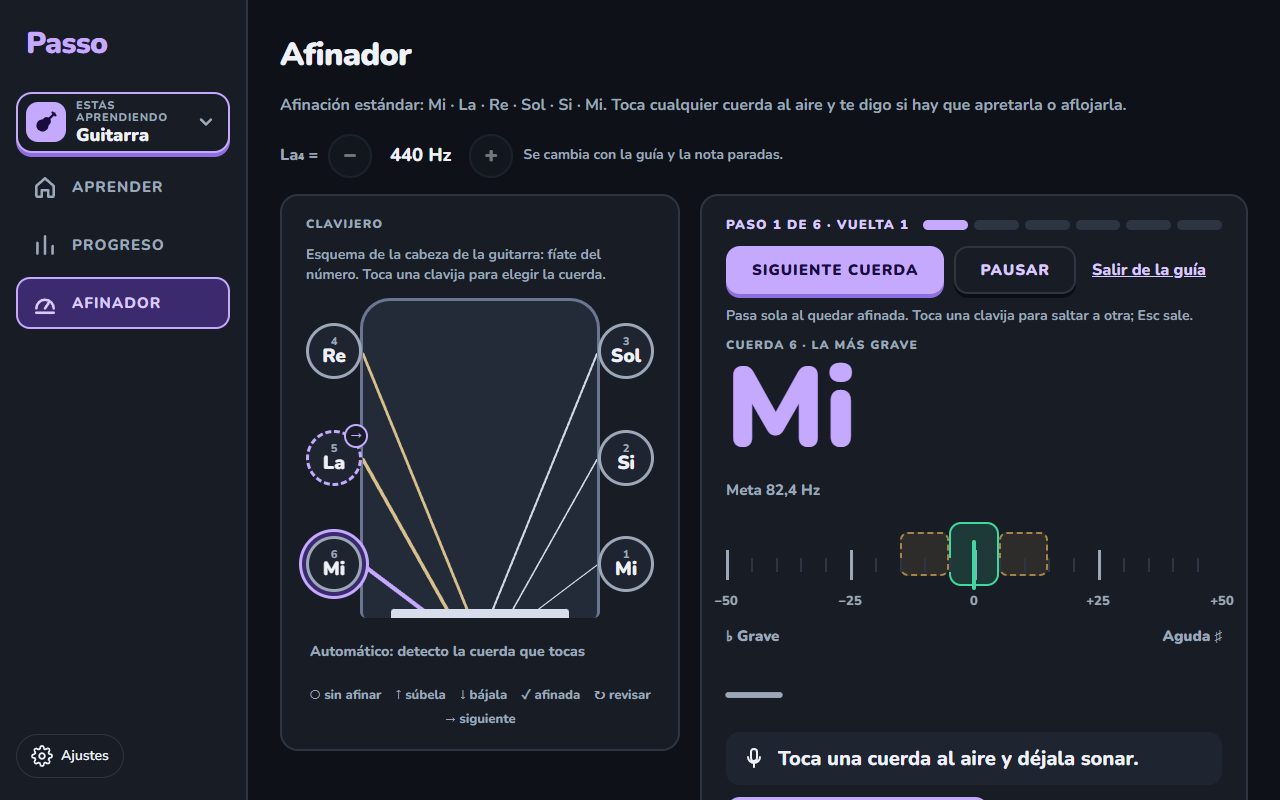 Passo
ESTÁS
APRENDIENDO
Guitarra
APRENDER
PROGRESO
AFINADOR
Ajustes
Afinador
Afinación estándar: Mi · La · Re · Sol · Si · Mi. Toca cualquier cuerda al aire y te digo si hay que apretarla o aflojarla.
La₄ = − 440 Hz + Se cambia con la guía y la nota paradas.
CLAVIJERO
Esquema de la cabeza de la guitarra: fíate del
número. Toca una clavija para elegir la cuerda.
4
Re
3
Sol
→
5
La
2
Si
6
Mi
1
Mi
Automático: detecto la cuerda que tocas
○ sin afinar ↑ súbela ↓ bájala ✓ afinada ↻ revisar
→ siguiente
PASO 1 DE 6 · VUELTA 1
SIGUIENTE CUERDA PAUSAR Salir de la guía
Pasa sola al quedar afinada. Toca una clavija para saltar a otra; Esc sale.
CUERDA 6 · LA MÁS GRAVE
Mi
Meta 82,4 Hz
−50 −25 0 +25 +50
♭ Grave Aguda ♯
Toca una cuerda al aire y déjala sonar.